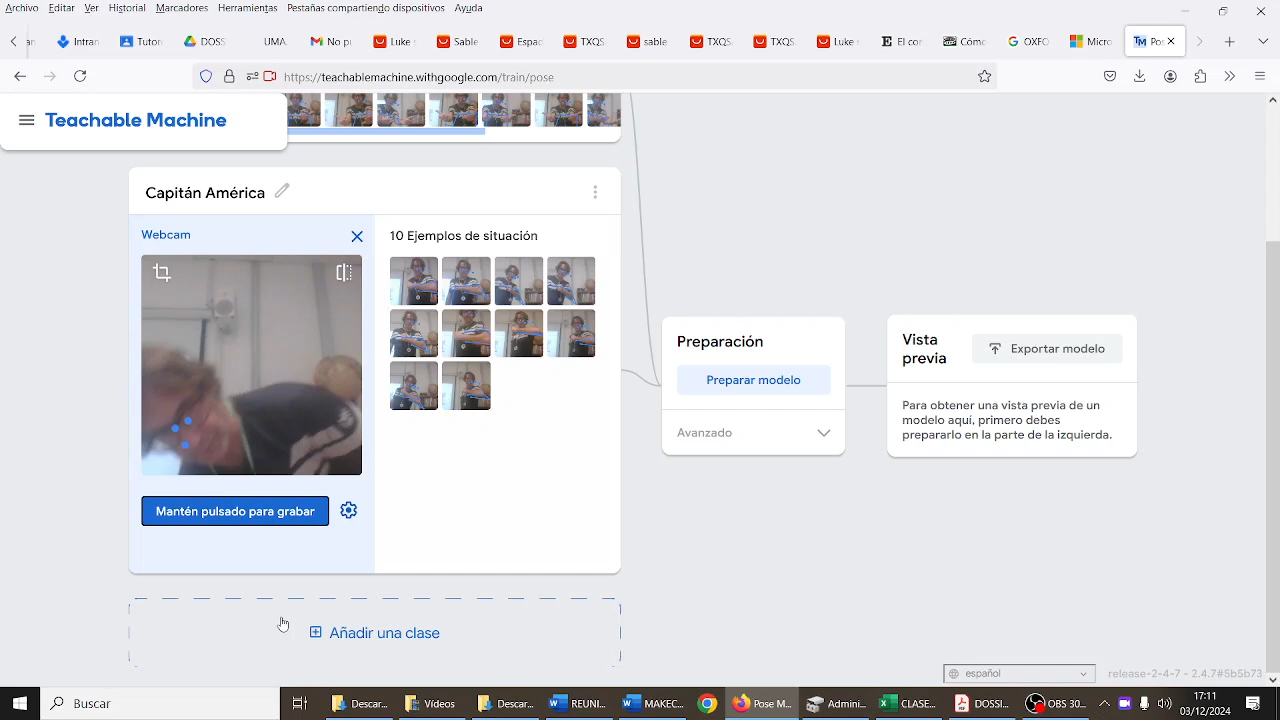 Archivo Editar Ver Historial Marcadores Herramientas Pestañas compartiendo dispositivos Ayuda
Intran Tutor DOSS UMA No p Luke Sable Espac TXQS sable TXQS. TXQS Luke El cor Cómc OXFO Micro Pos
https://teachablemachine.withgoogle.com/train/pose
Teachable Machine
Capitán América
Webcam
10 Ejemplos de situación
Mantén pulsado para grabar
Añadir una clase
Preparación
Preparar modelo
Avanzado
Vista
previa
Exportar modelo
Para obtener una vista previa de un
modelo aquí, primero debes
prepararlo en la parte de la izquierda.
español
release-2-4-7 - 2.4.7#5b5b73
Buscar
Descar... Vídeos Descar... REUNI... MAKEC... Pose M... Admini... CLASE... DOSS... OBS 30... 17:11
03/12/2024